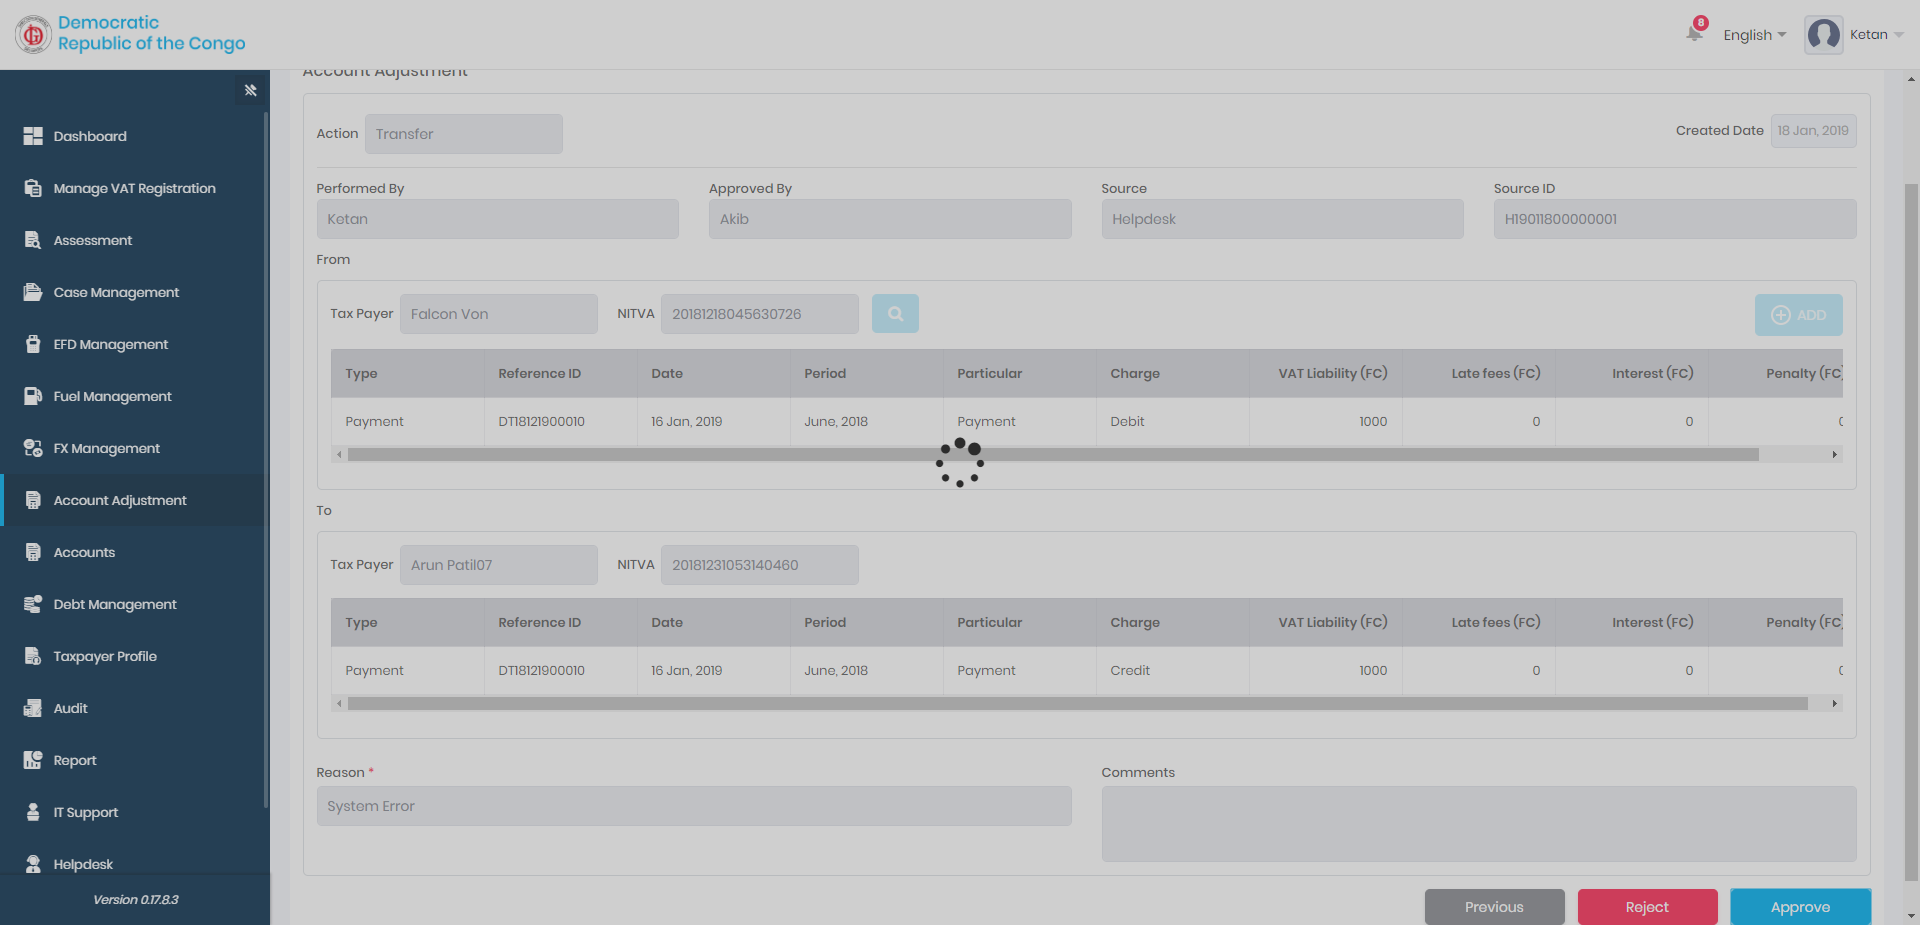 Democratic
Republic of the Congo
8
English
Ketan
Dashboard
Manage VAT Registration
Assessment
Case Management
EFD Management
Fuel Management
FX Management
Account Adjustment
Accounts
Debt Management
Taxpayer Profile
Audit
Report
IT Support
Helpdesk
Version 0.17.8.3
Account Adjustment
Action Transfer Created Date 18 Jan, 2019
Performed By Approved By Source Source ID
Ketan Akib Helpdesk H19011800000001
From
Tax Payer Falcon Von NITVA 20181218045630726 ADD
Type Reference ID Date Period Particular Charge VAT Liability (FC) Late fees (FC) Interest (FC) Penalty (FC)
Payment DT18121900010 16 Jan, 2019 June, 2018 Payment Debit 1000 0 0 0
To
Tax Payer Arun Patil07 NITVA 20181231053140460
Type Reference ID Date Period Particular Charge VAT Liability (FC) Late fees (FC) Interest (FC) Penalty (FC)
Payment DT18121900010 16 Jan, 2019 June, 2018 Payment Credit 1000 0 0 0
Reason * Comments
System Error
Previous Reject Approve